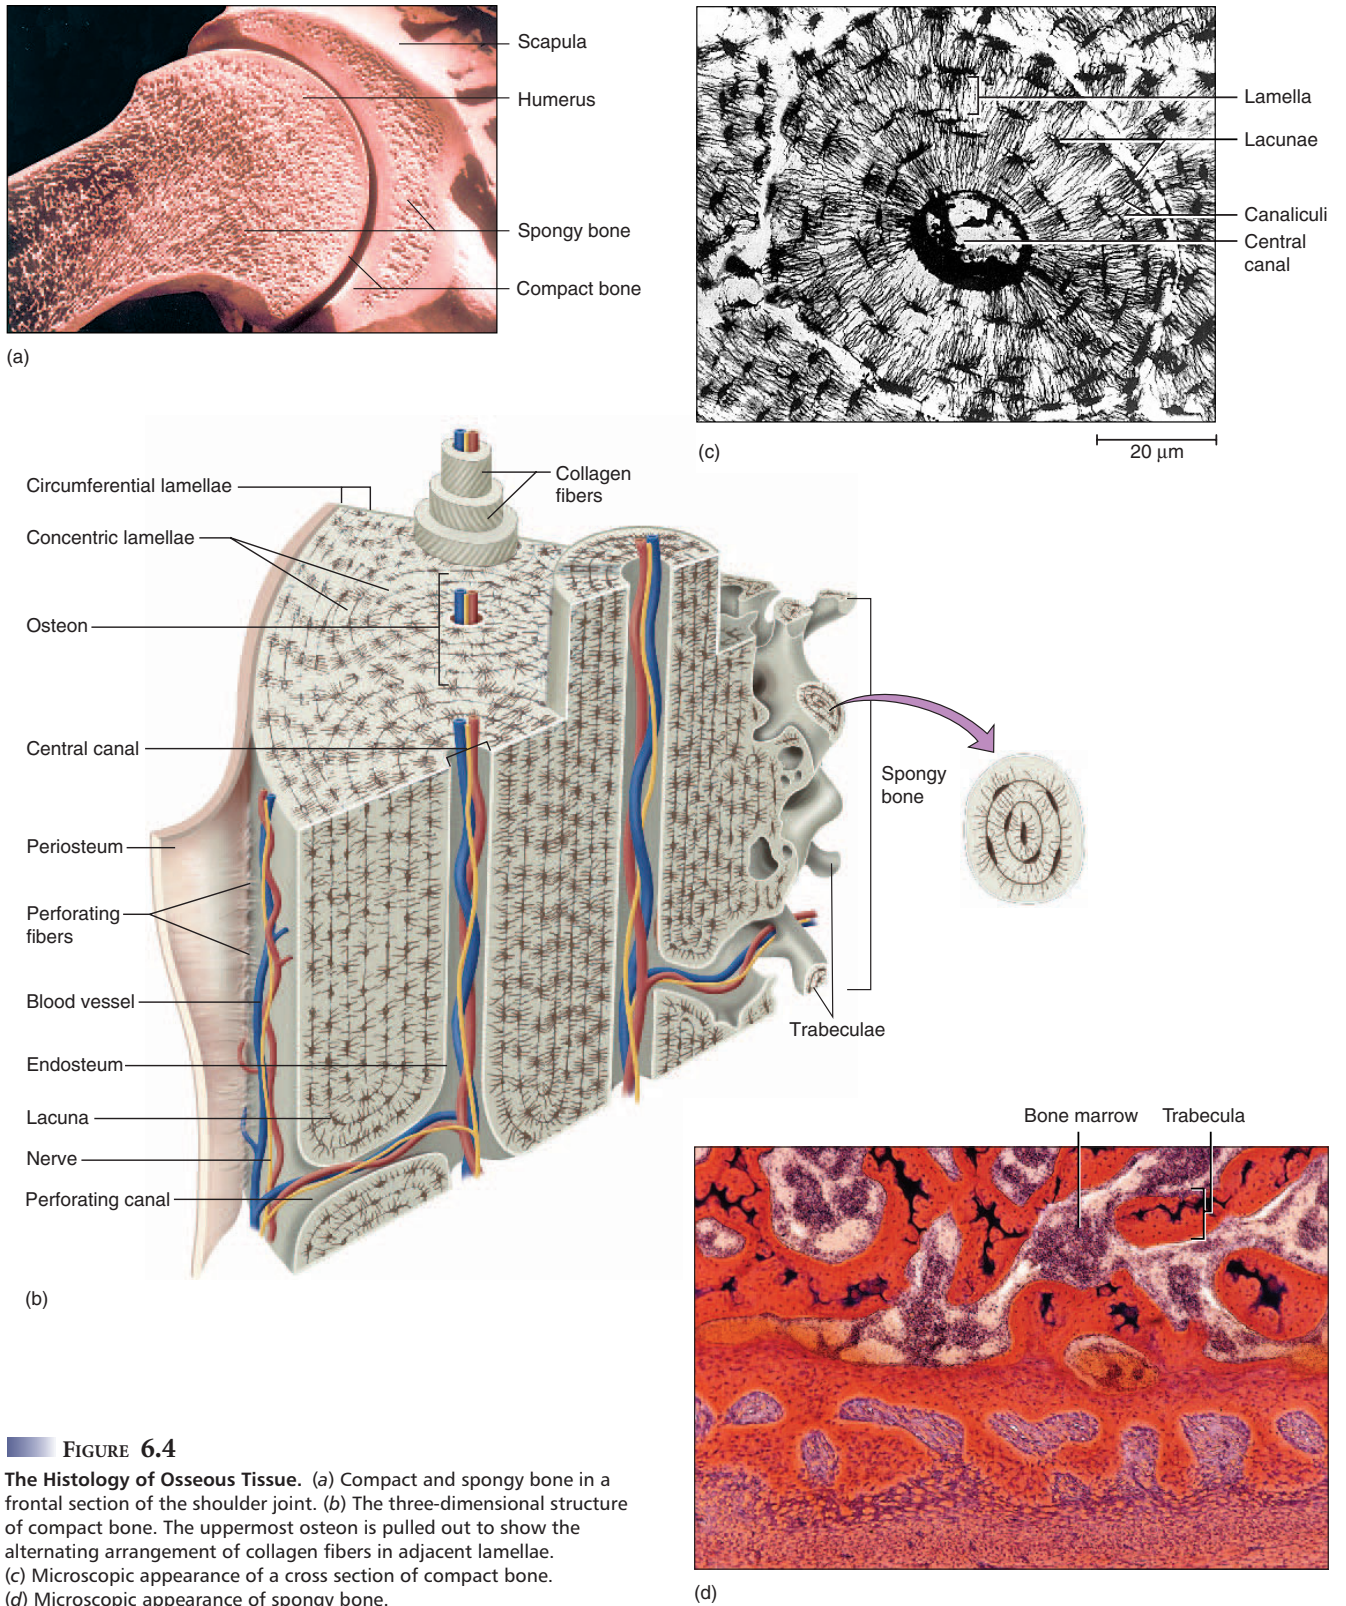 Scapula
Humerus
Spongy bone
Compact bone
(a)
Lamella
Lacunae
Canaliculi
Central
canal
(c)
20 μm
Circumferential lamellae
Concentric lamellae
Osteon
Central canal
Periosteum
Perforating
fibers
Blood vessel
Endosteum
Lacuna
Nerve
Perforating canal
Collagen
fibers
Spongy
bone
Trabeculae
(b)
Bone marrow
Trabecula
(d)
FIGURE 6.4
The Histology of Osseous Tissue. (a) Compact and spongy bone in a
frontal section of the shoulder joint. (b) The three-dimensional structure
of compact bone. The uppermost osteon is pulled out to show the
alternating arrangement of collagen fibers in adjacent lamellae.
(c) Microscopic appearance of a cross section of compact bone.
(d) Microscopic appearance of spongy bone.